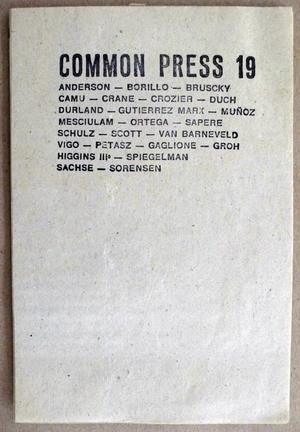 COMMON PRESS 19
ANDERSON — BORILLO — BRUSCKY
CAMU — CRANE — CROZIER — DUCH
DURLAND — GUTIERREZ MARX — MUÑOZ
MESCIULAM — ORTEGA — SAPERE
SCHULZ — SCOTT — VAN BARNEVELD
VIGO — PETASZ — GAGLIONE — GROH
HIGGINS IIIº — SPIEGELMAN
SACHSE — SORENSEN